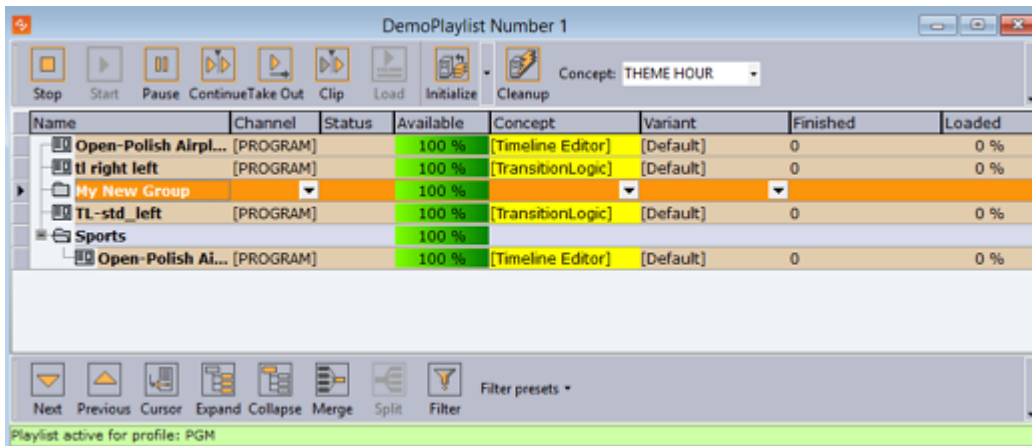 DemoPlaylist Number 1
Stop Start Pause Continue Take Out Clip Load Initialize Cleanup Concept: THEME HOUR
Name Channel Status Available Concept Variant Finished Loaded
Open-Polish Airpl... [PROGRAM] 100 % [Timeline Editor] [Default] 0 0 %
tl right left [PROGRAM] 100 % [TransitionLogic] [Default] 0 0 %
My New Group 100 %
TL-std_left [PROGRAM] 100 % [TransitionLogic] [Default] 0 0 %
Sports 100 %
Open-Polish Ai... [PROGRAM] 100 % [Timeline Editor] [Default] 0 0 %
Next Previous Cursor Expand Collapse Merge Split Filter Filter presets
Playlist active for profile: PGM